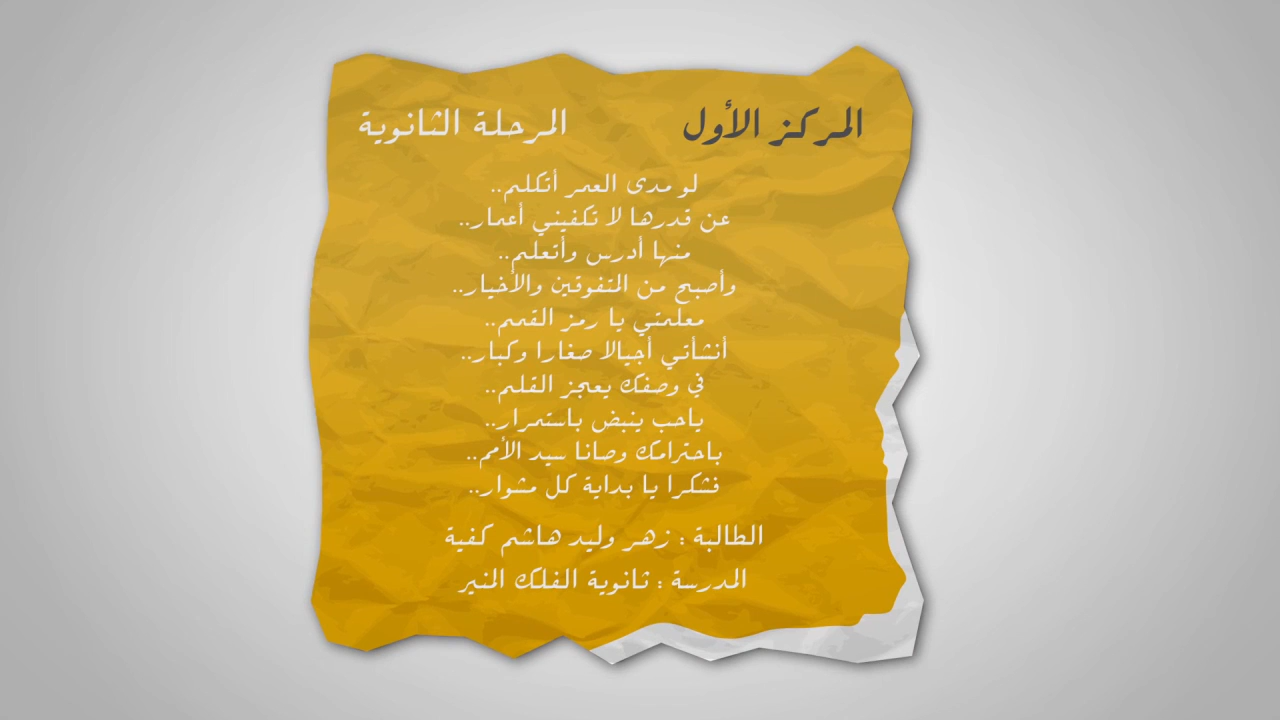 المركز الأول
المرحلة الثانوية
لو مدى العمر أتكلم..
عن قدرها لا تكفيني أعمار..
منها أدرس وأتعلم..
وأصبح من المتفوقين والأخيار..
معلمتي يا رمز القمم..
أنشأتي أجيالا صغارا وكبار..
في وصفك يعجز القلم..
ياحب ينبض باستمرار..
باحترامك وصانا سيد الأمم..
فشكرا يا بداية كل مشوار..
الطالبة : زهر وليد هاشم كفية
المدرسة : ثانوية الفلك المنير